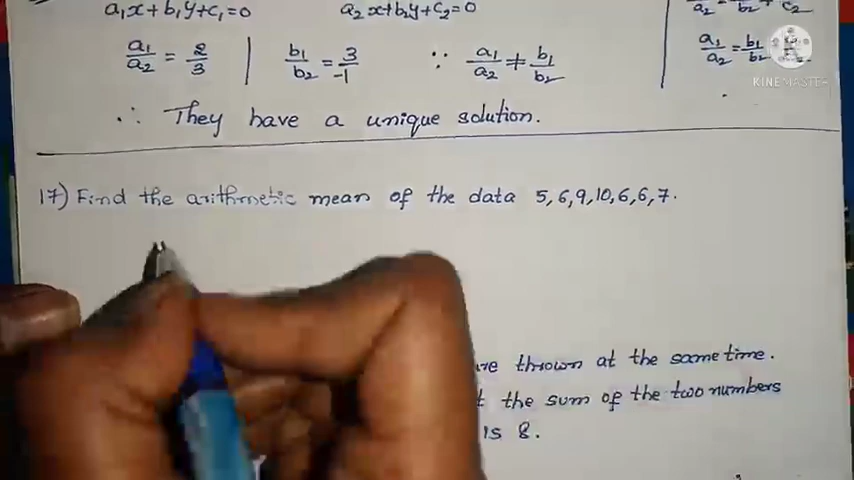 a₁x+b₁y+c₁=0 a₂x+b₂y+c₂=0
a₁/a₂ = 2/3 | b₁/b₂ = 3/-1 ∵ a₁/a₂ ≠ b₁/b₂
a₁/a₂ = b₁/b₂
KINEMASTER
∴ They have a unique solution.
17) Find the arithmetic mean of the data 5,6,9,10,6,6,7.
thrown at the same time.
the sum of the two numbers
is 8.